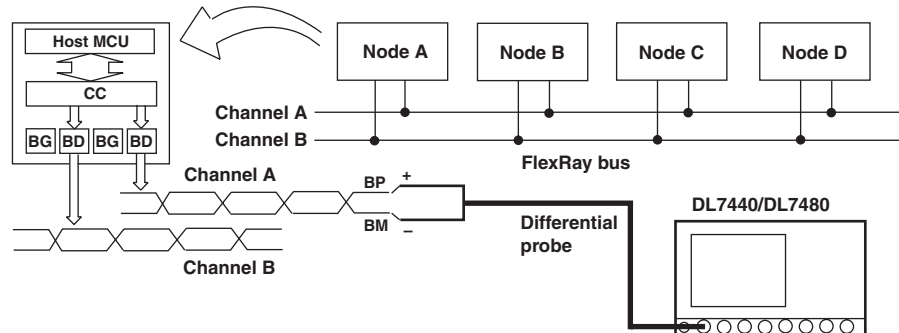 Host MCU
CC
BG BD BG BD
Node A Node B Node C Node D
Channel A
Channel B
FlexRay bus
Channel A
BP +
BM −
Channel B
Differential
probe
DL7440/DL7480